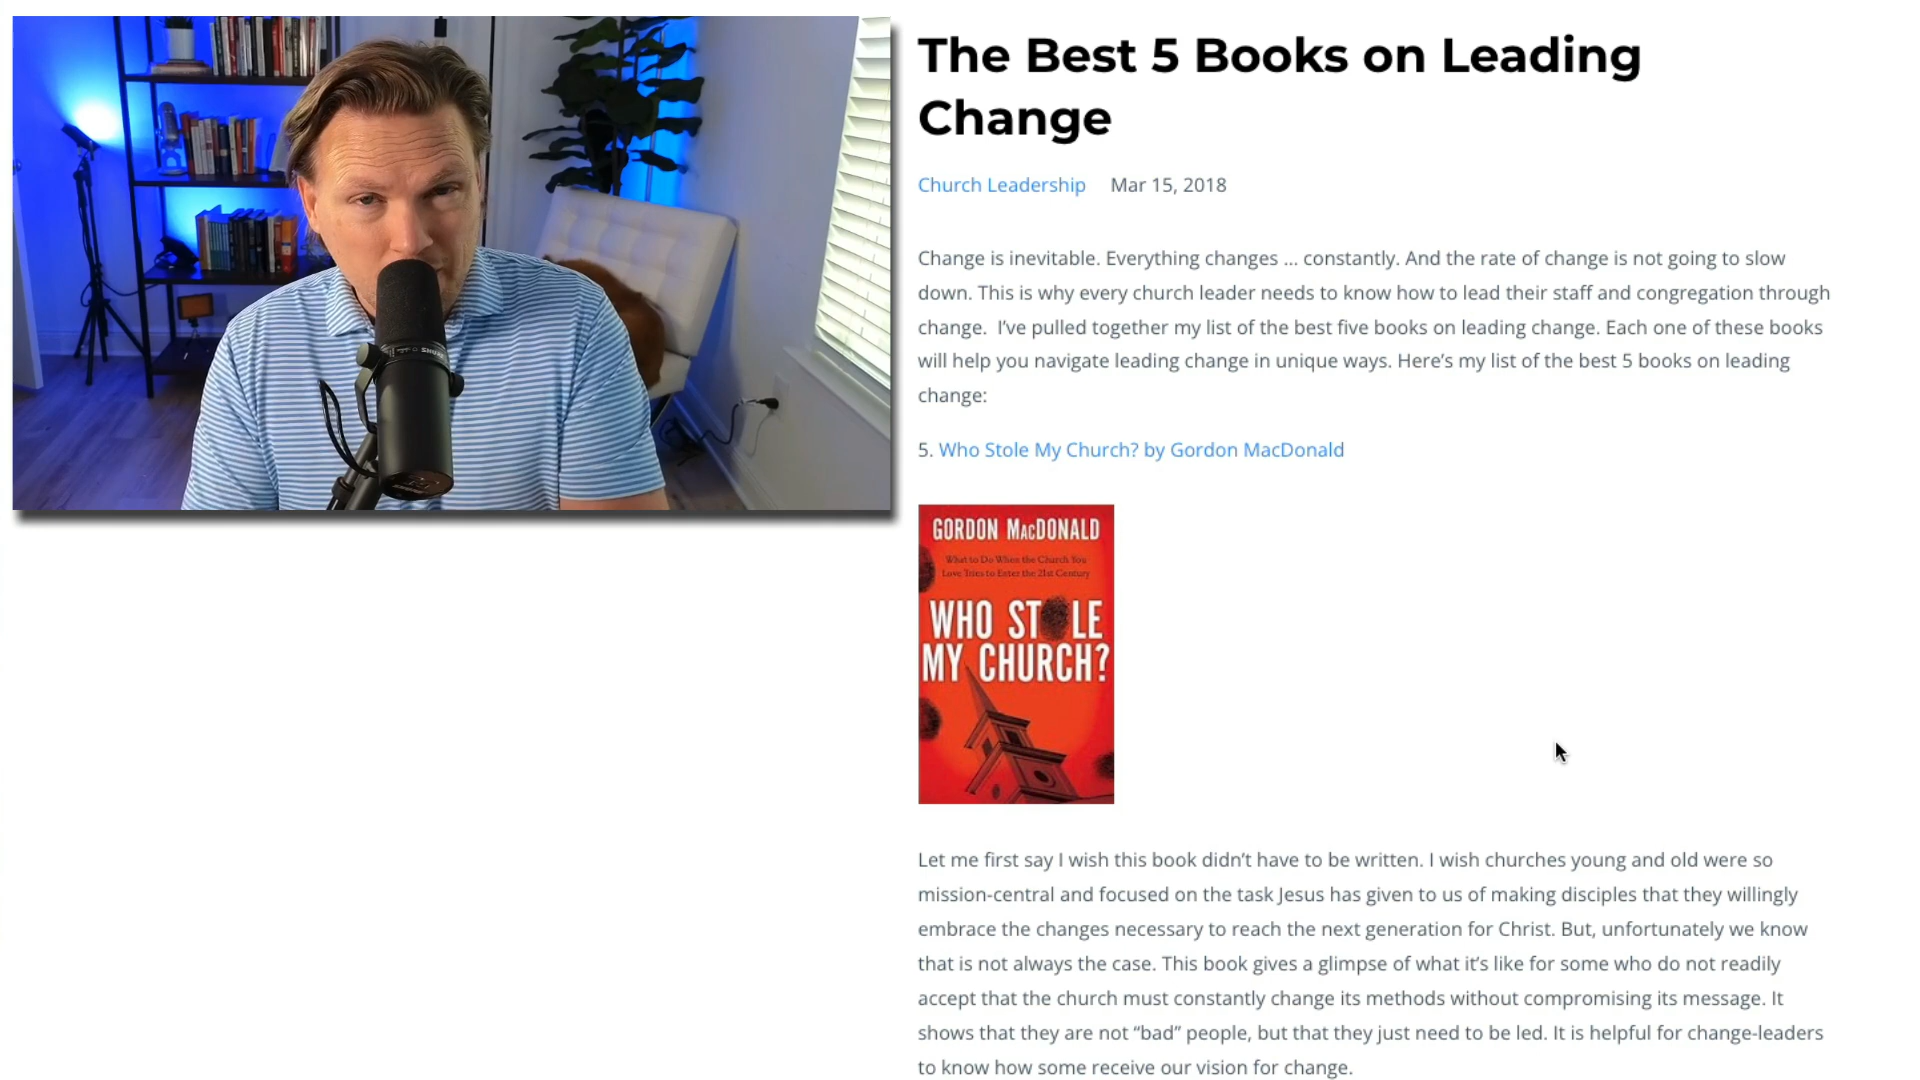 The Best 5 Books on Leading
Change
Church Leadership Mar 15, 2018
Change is inevitable. Everything changes ... constantly. And the rate of change is not going to slow
down. This is why every church leader needs to know how to lead their staff and congregation through
change.  I’ve pulled together my list of the best five books on leading change. Each one of these books
will help you navigate leading change in unique ways. Here’s my list of the best 5 books on leading
change:
5. Who Stole My Church? by Gordon MacDonald
GORDON MACDONALD
What to Do When the Church You
Love Tries to Enter the 21st Century
WHO STOLE
MY CHURCH?
Let me first say I wish this book didn’t have to be written. I wish churches young and old were so
mission-central and focused on the task Jesus has given to us of making disciples that they willingly
embrace the changes necessary to reach the next generation for Christ. But, unfortunately we know
that is not always the case. This book gives a glimpse of what it’s like for some who do not readily
accept that the church must constantly change its methods without compromising its message. It
shows that they are not “bad” people, but that they just need to be led. It is helpful for change-leaders
to know how some receive our vision for change.
SHURE